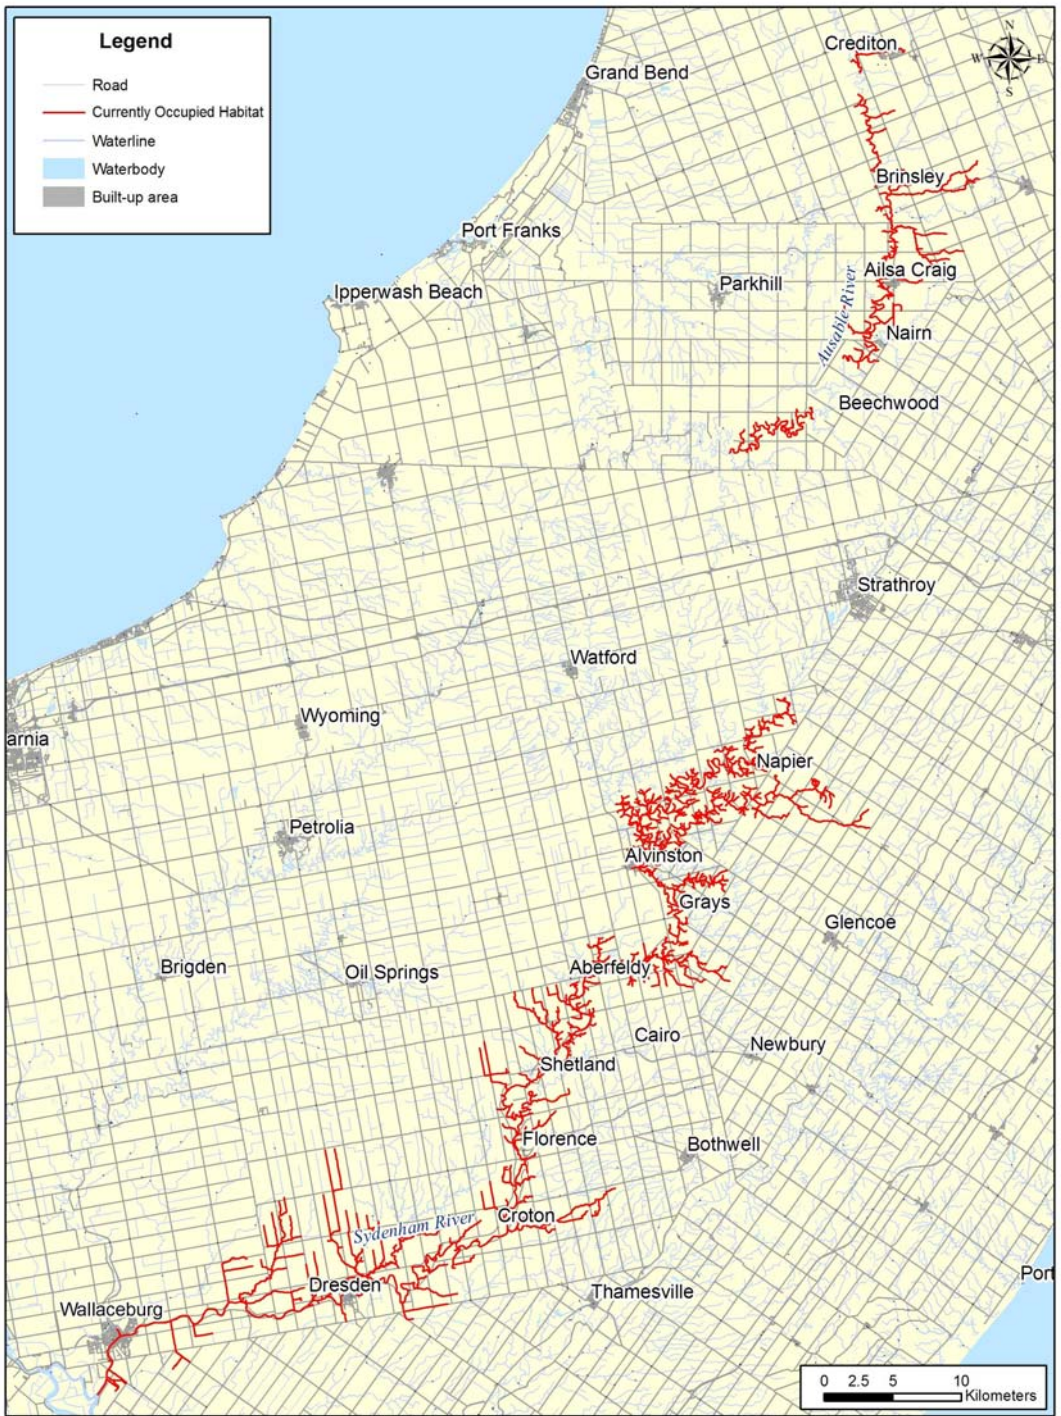 Legend
Road
Currently Occupied Habitat
Waterline
Waterbody
Built-up area
N
W E
S
Crediton
Grand Bend
Brinsley
Port Franks
Ailsa Craig
Parkhill
Ipperwash Beach
Ausable River
Nairn
Beechwood
Strathroy
Watford
Wyoming
arnia
Napier
Petrolia
Alvinston
Grays
Glencoe
Brigden
Oil Springs
Aberfeldy
Cairo
Newbury
Shetland
Florence
Bothwell
Croton
Sydenham River
Port
Dresden
Thamesville
Wallaceburg
0 2.5 5 10
Kilometers